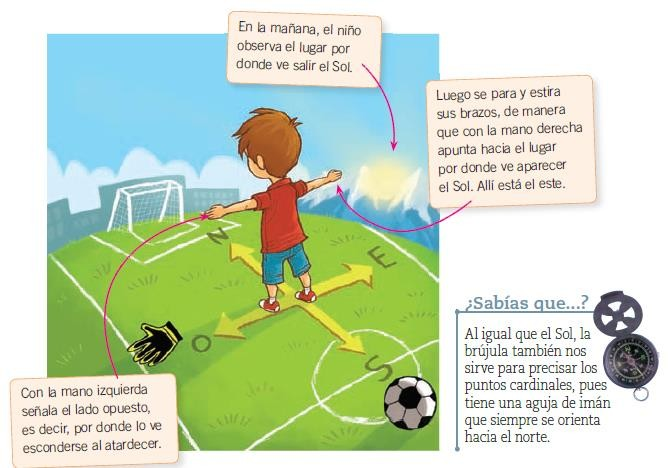 En la mañana, el niño
observa el lugar por
donde ve salir el Sol.
Luego se para y estira
sus brazos, de manera
que con la mano derecha
apunta hacia el lugar
por donde ve aparecer
el Sol. Allí está el este.
N
E
O
S
Con la mano izquierda
señala el lado opuesto,
es decir, por donde lo ve
esconderse al atardecer.
¿Sabías que...?
Al igual que el Sol, la
brújula también nos
sirve para precisar los
puntos cardinales, pues
tiene una aguja de imán
que siempre se orienta
hacia el norte.